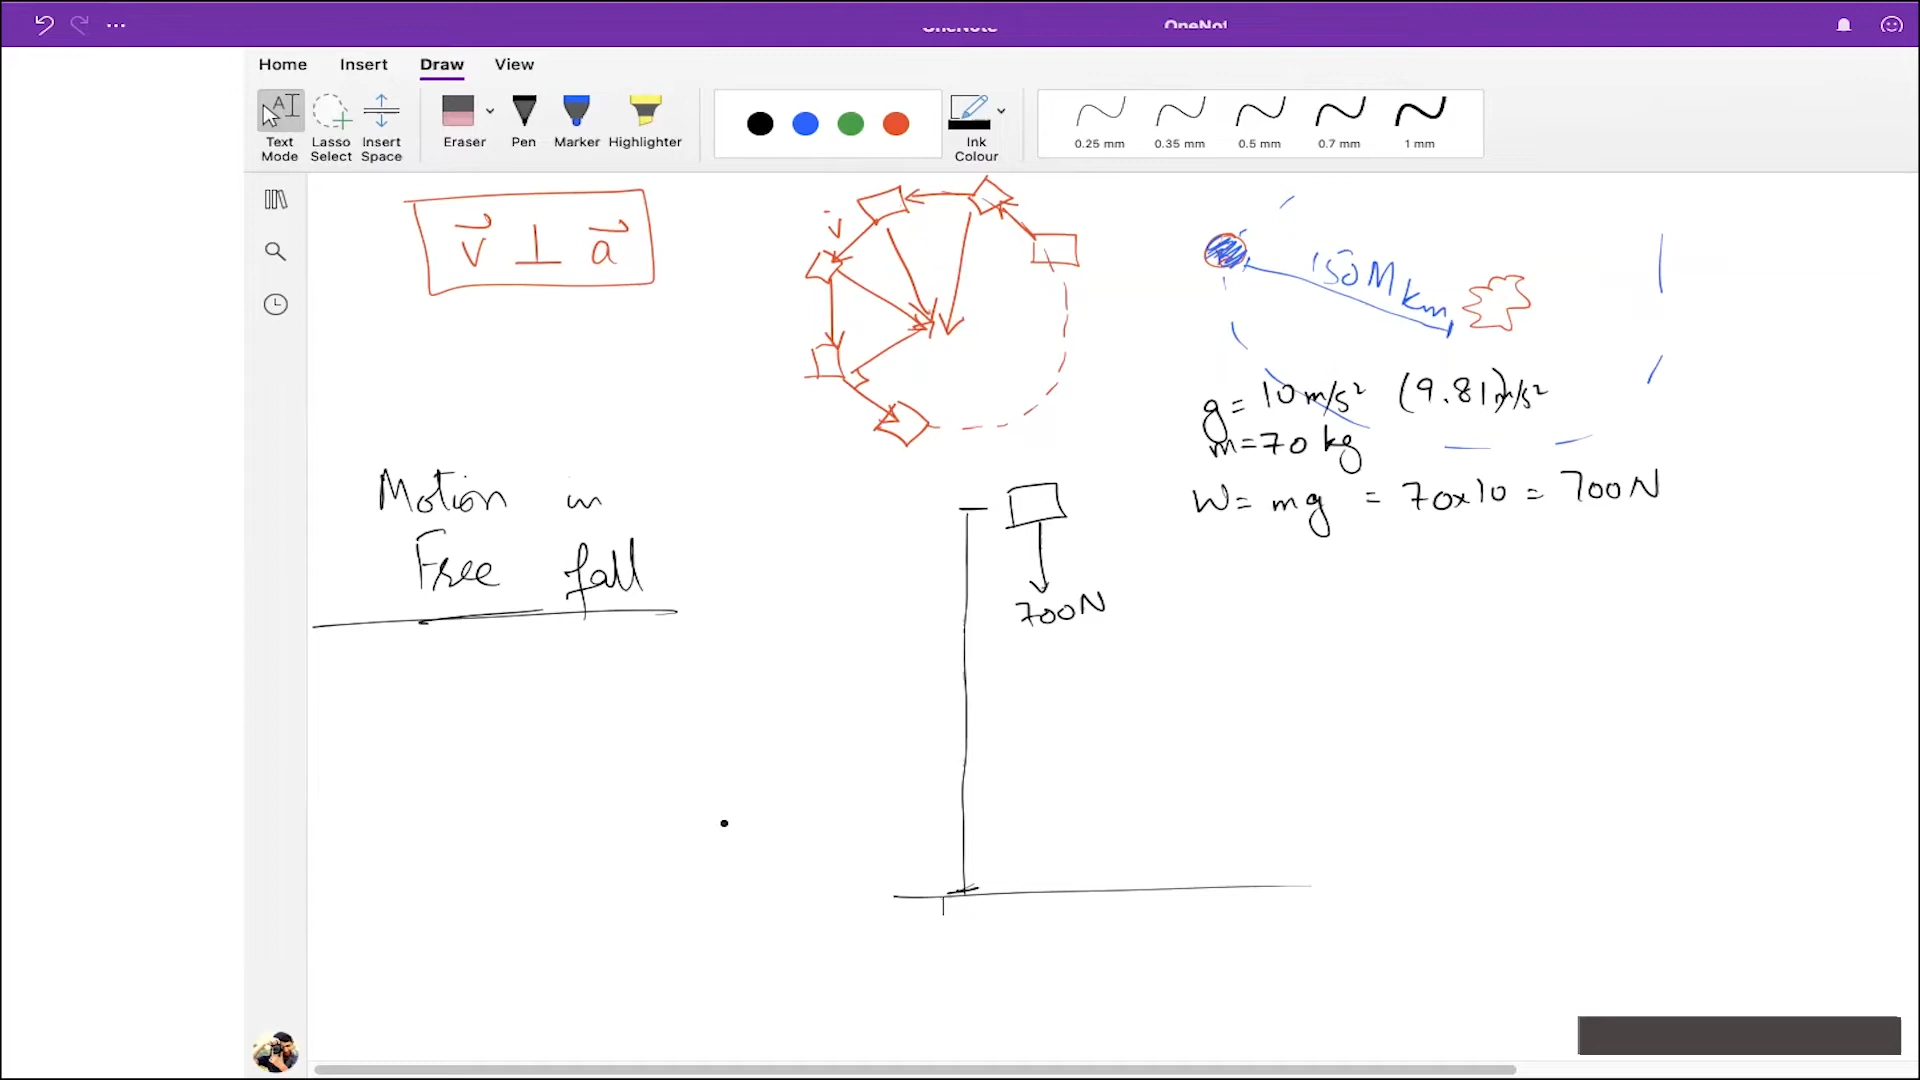 Home Insert Draw View
Text Mode
Lasso Select
Insert Space
Eraser
Pen
Marker
Highlighter
Ink Colour
0.25 mm
0.35 mm
0.5 mm
0.7 mm
1 mm
v ⊥ a
v
150M km
g = 10 m/s² (9.81) m/s²
m=70 kg
W = mg = 70x10 = 700N
Motion in
Free fall
700N